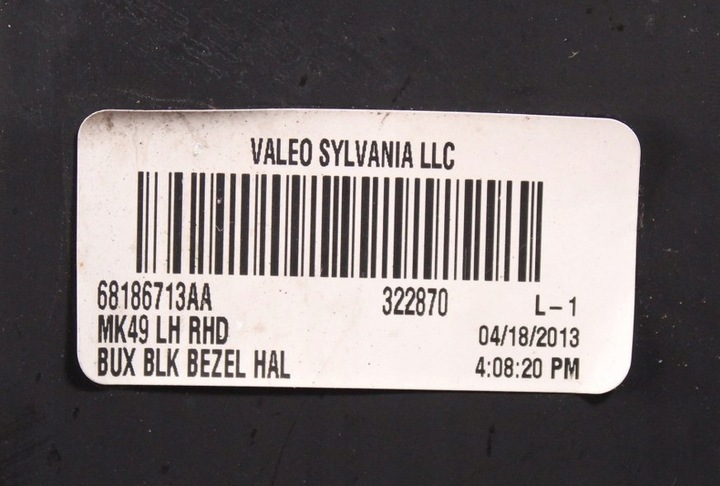 VALEO SYLVANIA LLC
68186713AA 322870 L-1
MK49 LH RHD 04/18/2013
BUX BLK BEZEL HAL 4:08:20 PM